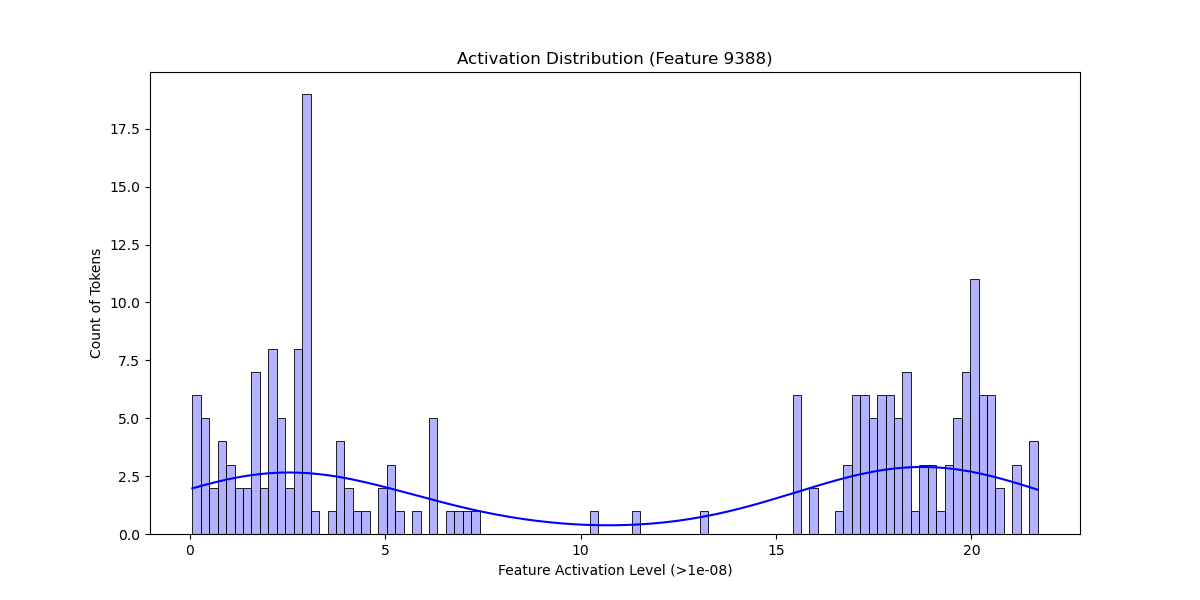 Activation Distribution (Feature 9388)
Count of Tokens
17.5
15.0
12.5
10.0
7.5
5.0
2.5
0.0
0 5 10 15 20
Feature Activation Level (>1e-08)